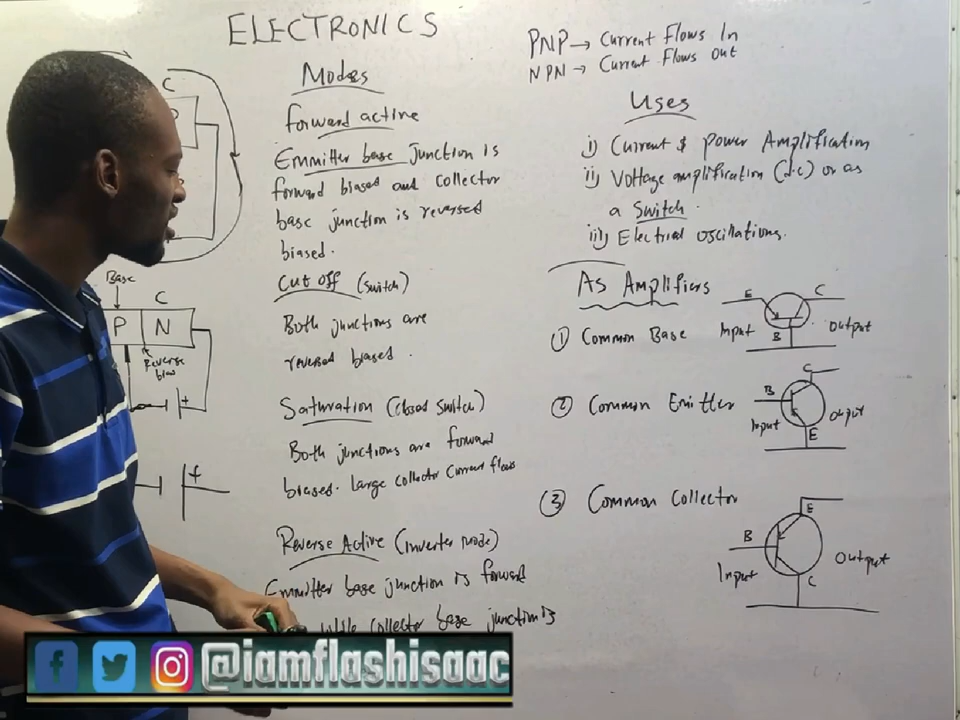 ELECTRONICS
PNP → Current Flows In
NPN → Current Flows Out
Modes
forward active
Emmitter base junction is
forward biased and collector
base junction is reversed
biased.
Cut off (switch)
Both junctions are
reversed biased.
Saturation (closed switch)
Both junctions are forward
biased. large collector current flows
Reverse Active (inverter mode)
Emmitter base junction is forward
while collector base junction is
Uses
i) Current & power Amplification
ii) Voltage amplification (d.c) or as
a Switch.
iii) Electrical oscillations.
As Amplifiers
① Common Base
E
C
Input
B
Output
② Common Emitter
C
B
Input
Output
E
③ Common Collector
E
B
Input
Output
C
C
Base
C
P N
Reverse
bias
+
+
@iamflashisaac